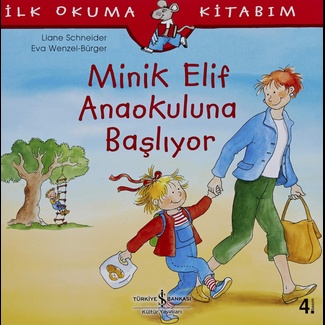 İLK OKUMA KİTABIM
Liane Schneider
Eva Wenzel-Bürger
Minik Elif
Anaokuluna
Başlıyor
TÜRKİYE İŞ BANKASI
Kültür Yayınları
4.